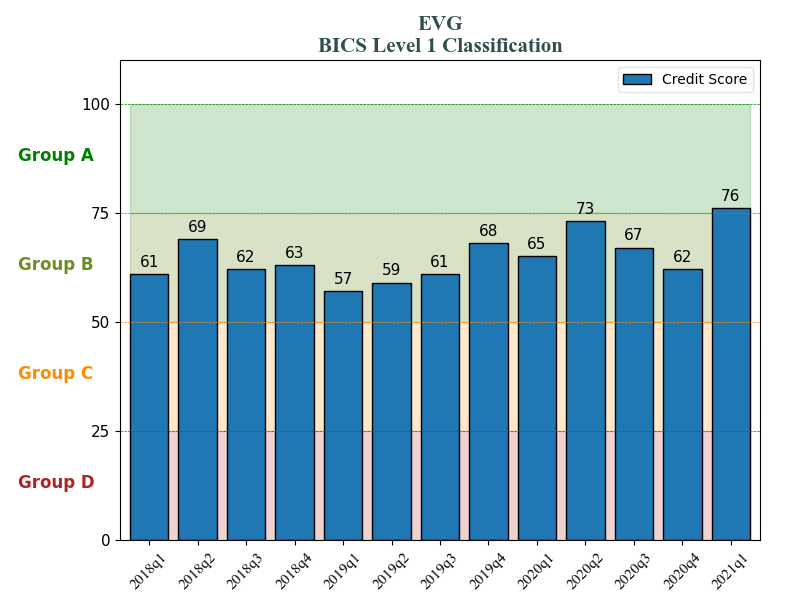 EVG
BICS Level 1 Classification
Credit Score
100
Group A
76
75
73
69
68
67
65
63
62
62
61
61
59
57
Group B
50
Group C
25
Group D
0
2018q1 2018q2 2018q3 2018q4 2019q1 2019q2 2019q3 2019q4 2020q1 2020q2 2020q3 2020q4 2021q1